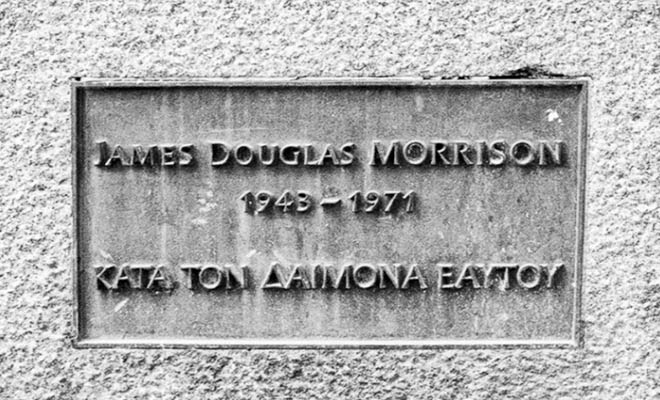 JAMES DOUGLAS MORRISON
1943 – 1971
ΚΑΤΑ ΤΟΝ ΔΑΙΜΟΝΑ ΕΑΥΤΟΥ